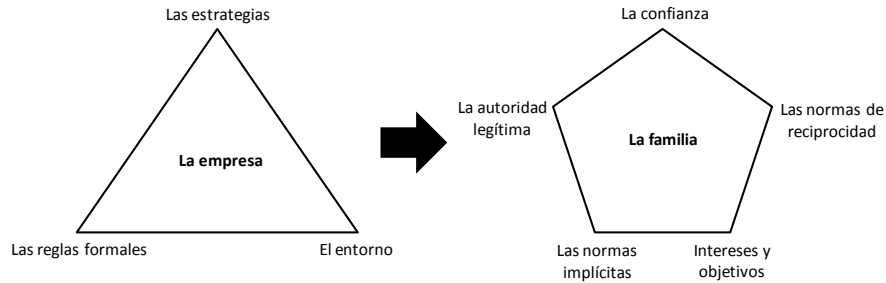 Las estrategias
La empresa
Las reglas formales
El entorno
La confianza
La autoridad
legítima
Las normas de
reciprocidad
La familia
Las normas
implícitas
Intereses y
objetivos